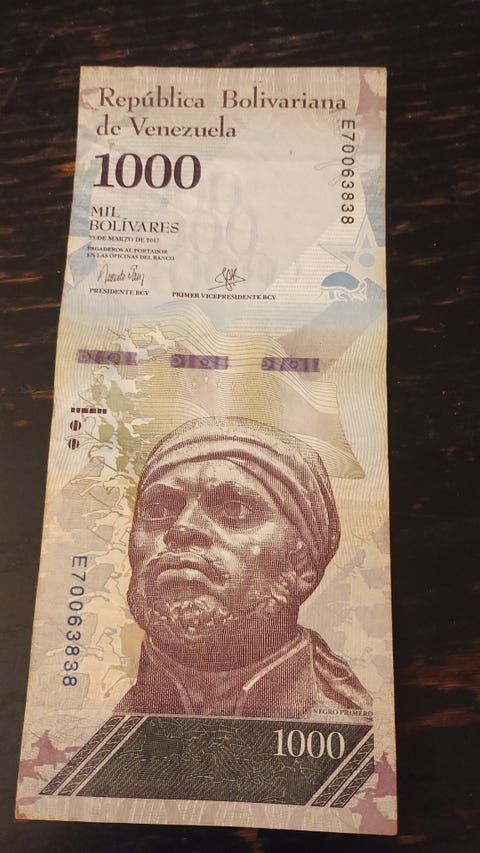 República Bolivariana
de Venezuela
1000
MIL
BOLÍVARES
23 DE MARZO DE 2017
PAGADEROS AL PORTADOR
EN LAS OFICINAS DEL BANCO
PRESIDENTE BCV
PRIMER VICEPRESIDENTE BCV
E70063838
E70063838
NEGRO PRIMERO
1000